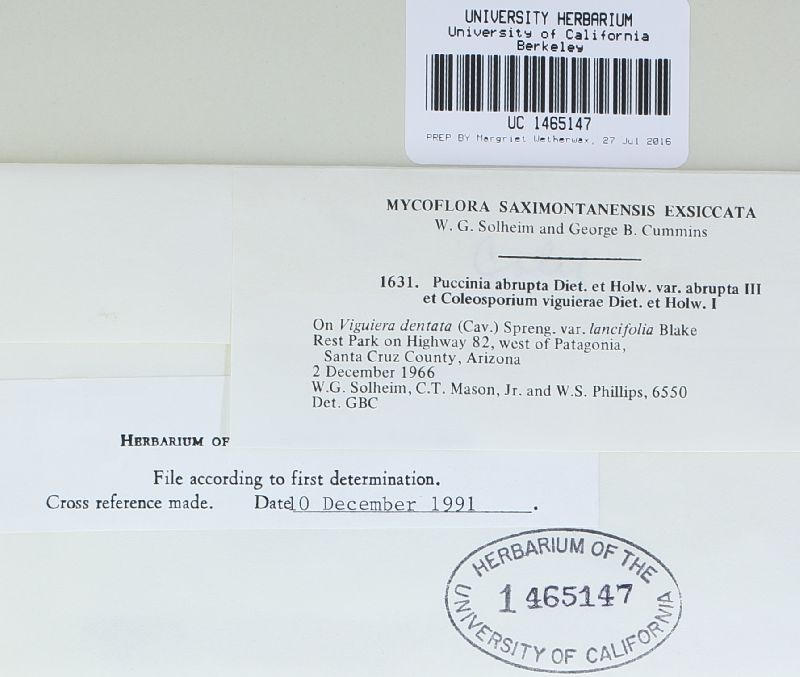 UNIVERSITY HERBARIUM
University of California
Berkeley
UC 1465147
PREP BY Margriet Wetherwax, 27 Jul 2016
MYCOFLORA SAXIMONTANENSIS EXSICCATA
W. G. Solheim and George B. Cummins
1631. Puccinia abrupta Diet. et Holw. var. abrupta III
et Coleosporium viguierae Diet. et Holw. I
On Viguiera dentata (Cav.) Spreng. var. lancifolia Blake
Rest Park on Highway 82, west of Patagonia,
Santa Cruz County, Arizona
2 December 1966
W.G. Solheim, C.T. Mason, Jr. and W.S. Phillips, 6550
Det. GBC
HERBARIUM OF
File according to first determination.
Cross reference made. Date 10 December 1991.
HERBARIUM OF THE
1465147
UNIVERSITY OF CALIFORNIA